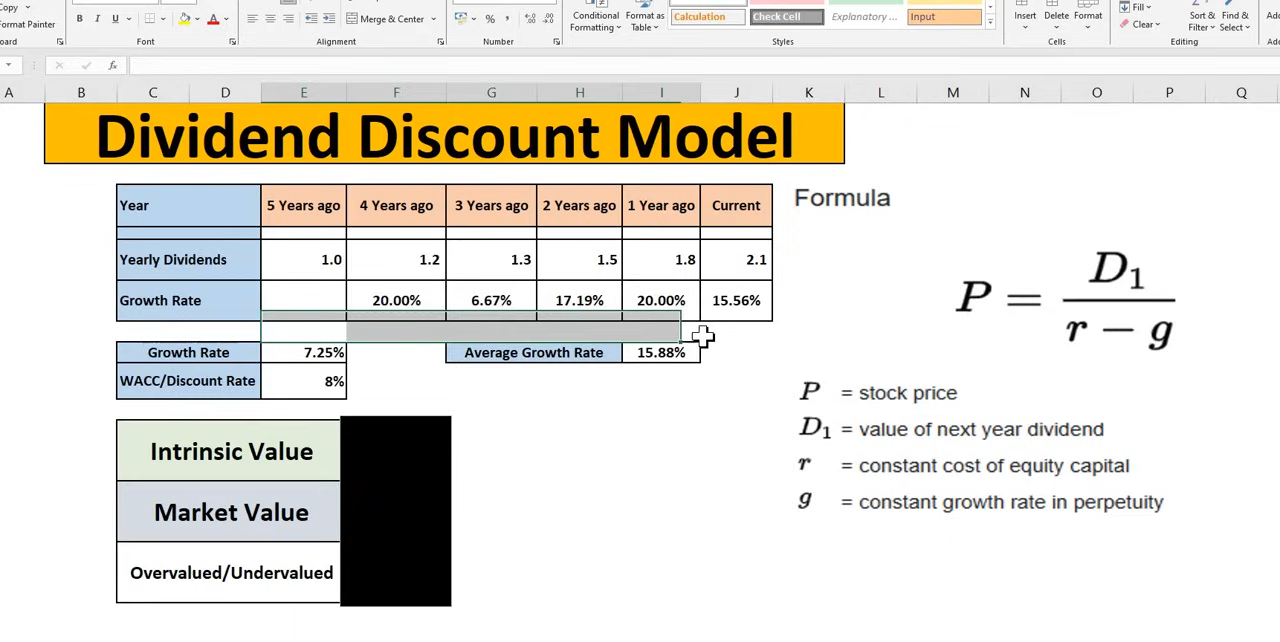 Copy
Format Painter
B I U A
Merge & Center
% ,
Conditional Formatting
Format as Table
Calculation
Check Cell
Explanatory ...
Input
Insert
Delete
Format
Fill
Clear
Sort & Filter
Find & Select
Font
Alignment
Number
Styles
Cells
Editing
fx
A B C D E F G H I J K L M N O P Q
Dividend Discount Model
Year 5 Years ago 4 Years ago 3 Years ago 2 Years ago 1 Year ago Current
Yearly Dividends 1.0 1.2 1.3 1.5 1.8 2.1
Growth Rate 20.00% 6.67% 17.19% 20.00% 15.56%
Growth Rate 7.25% Average Growth Rate 15.88%
WACC/Discount Rate 8%
Intrinsic Value
Market Value
Overvalued/Undervalued
Formula
P = D₁ / r − g
P = stock price
D₁ = value of next year dividend
r = constant cost of equity capital
g = constant growth rate in perpetuity